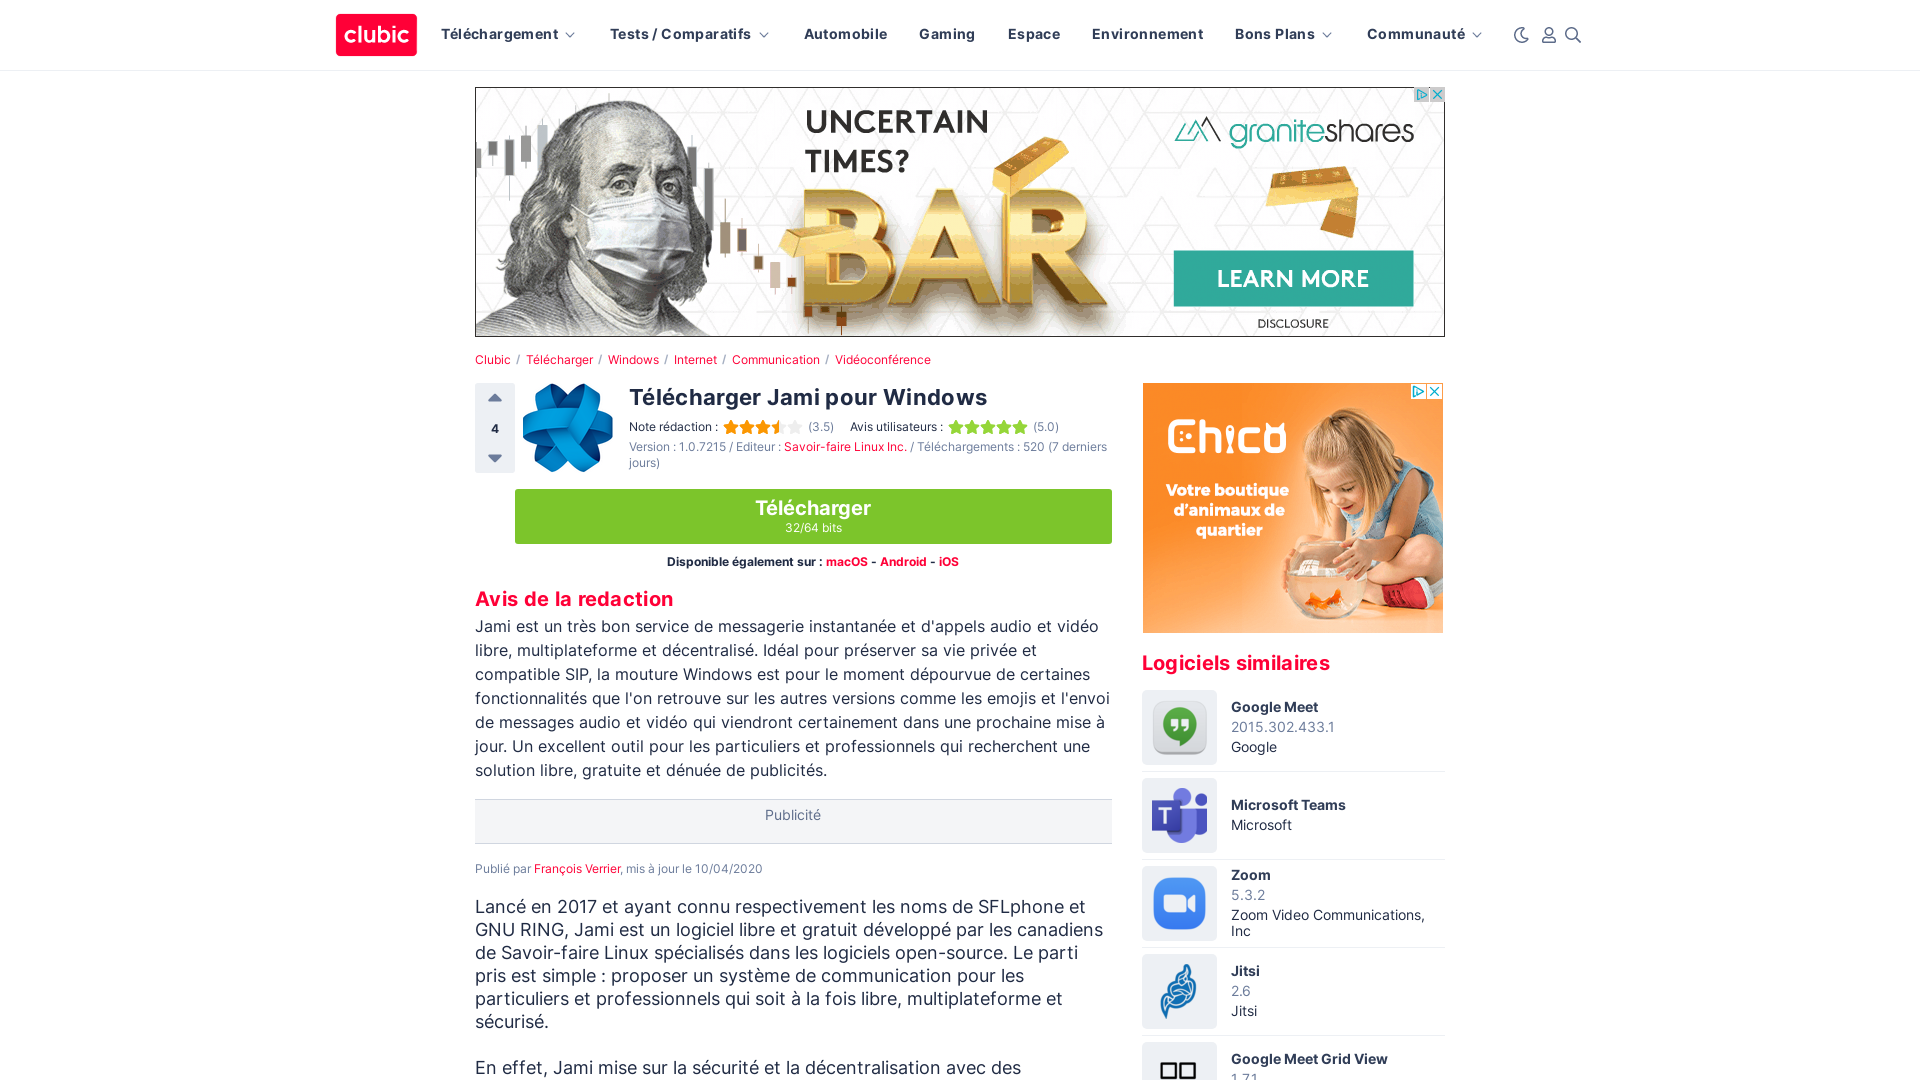 clubic
Téléchargement
Tests / Comparatifs
Automobile
Gaming
Espace
Environnement
Bons Plans
Communauté
UNCERTAIN
TIMES?
BAR
graniteshares
LEARN MORE
DISCLOSURE
Clubic / Télécharger / Windows / Internet / Communication / Vidéoconférence
4
Télécharger Jami pour Windows
Note rédaction : (3.5) Avis utilisateurs : (5.0)
Version : 1.0.7215 / Editeur : Savoir-faire Linux Inc. / Téléchargements : 520 (7 derniers
jours)
Télécharger
32/64 bits
Disponible également sur : macOS - Android - iOS
Avis de la redaction
Jami est un très bon service de messagerie instantanée et d'appels audio et vidéo
libre, multiplateforme et décentralisé. Idéal pour préserver sa vie privée et
compatible SIP, la mouture Windows est pour le moment dépourvue de certaines
fonctionnalités que l'on retrouve sur les autres versions comme les emojis et l'envoi
de messages audio et vidéo qui viendront certainement dans une prochaine mise à
jour. Un excellent outil pour les particuliers et professionnels qui recherchent une
solution libre, gratuite et dénuée de publicités.
Publicité
Publié par François Verrier, mis à jour le 10/04/2020
Lancé en 2017 et ayant connu respectivement les noms de SFLphone et
GNU RING, Jami est un logiciel libre et gratuit développé par les canadiens
de Savoir-faire Linux spécialisés dans les logiciels open-source. Le parti
pris est simple : proposer un système de communication pour les
particuliers et professionnels qui soit à la fois libre, multiplateforme et
sécurisé.
En effet, Jami mise sur la sécurité et la décentralisation avec des
Chico
Votre boutique
d'animaux de
quartier
Logiciels similaires
Google Meet
2015.302.433.1
Google
T
Microsoft Teams
Microsoft
Zoom
5.3.2
Zoom Video Communications,
Inc
Jitsi
2.6
Jitsi
Google Meet Grid View
1.7.1